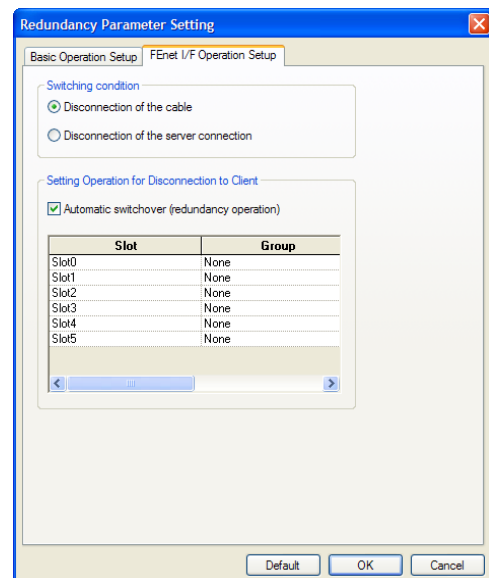 Redundancy Parameter Setting
Basic Operation Setup FEnet I/F Operation Setup
Switching condition
Disconnection of the cable
Disconnection of the server connection
Setting Operation for Disconnection to Client
Automatic switchover (redundancy operation)
Slot Group
Slot0 None
Slot1 None
Slot2 None
Slot3 None
Slot4 None
Slot5 None
Default OK Cancel